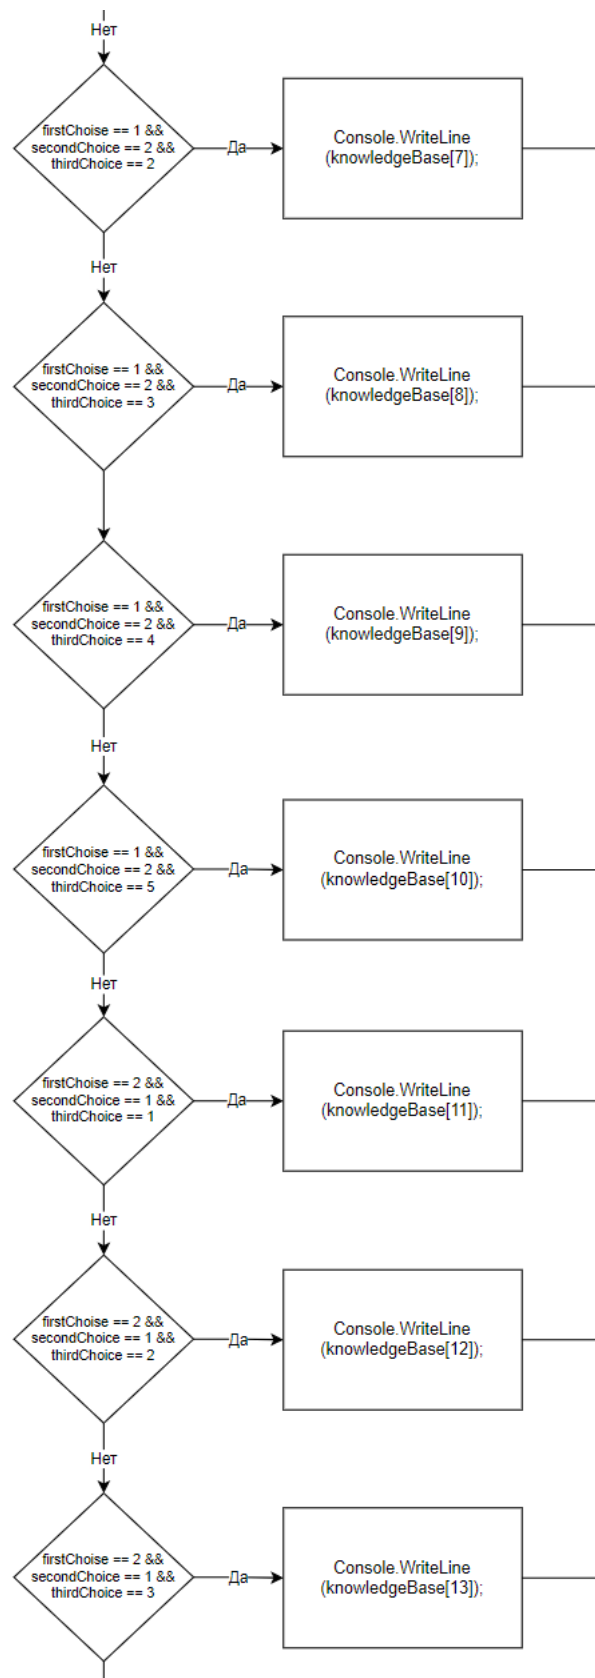 Нет
firstChoise == 1 &&
secondChoice == 2 &&
thirdChoice == 2
Да
Console.WriteLine
(knowledgeBase[7]);
Нет
firstChoise == 1 &&
secondChoice == 2 &&
thirdChoice == 3
Да
Console.WriteLine
(knowledgeBase[8]);
firstChoise == 1 &&
secondChoice == 2 &&
thirdChoice == 4
Да
Console.WriteLine
(knowledgeBase[9]);
Нет
firstChoise == 1 &&
secondChoice == 2 &&
thirdChoice == 5
Да
Console.WriteLine
(knowledgeBase[10]);
Нет
firstChoise == 2 &&
secondChoice == 1 &&
thirdChoice == 1
Да
Console.WriteLine
(knowledgeBase[11]);
Нет
firstChoise == 2 &&
secondChoice == 1 &&
thirdChoice == 2
Да
Console.WriteLine
(knowledgeBase[12]);
Нет
firstChoise == 2 &&
secondChoice == 1 &&
thirdChoice == 3
Да
Console.WriteLine
(knowledgeBase[13]);